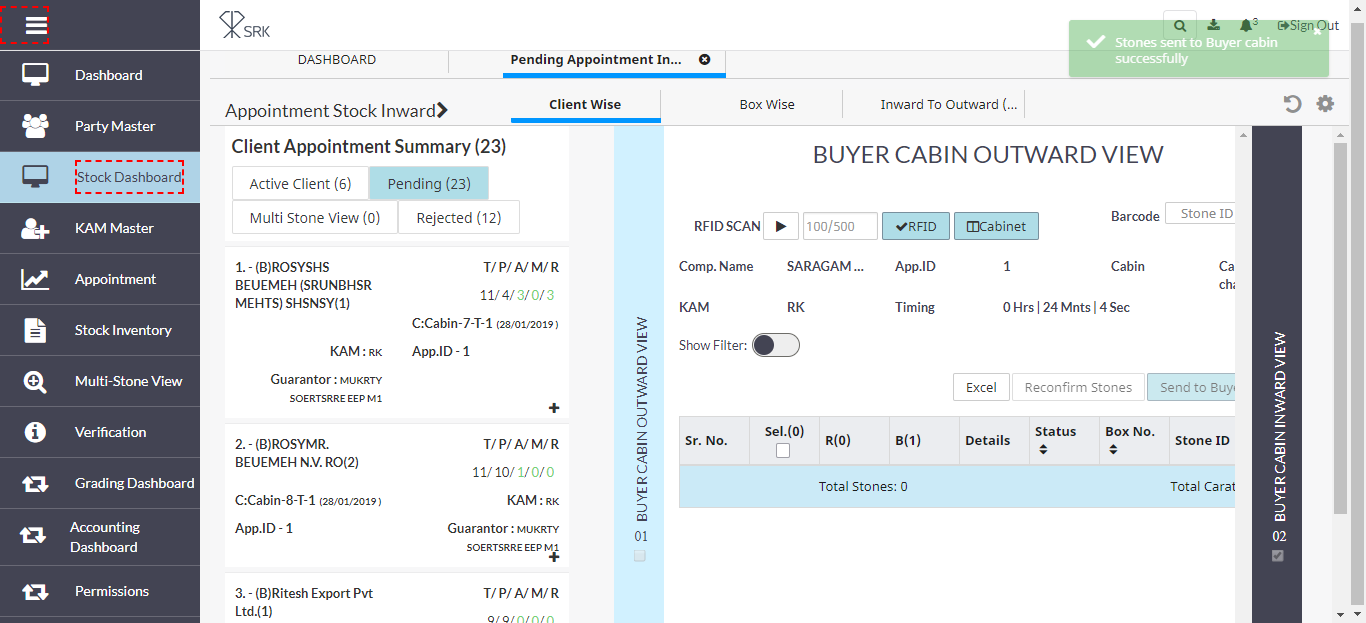 SRK
3
Sign Out
Stones sent to Buyer cabin
successfully
Dashboard
Party Master
Stock Dashboard
KAM Master
Appointment
Stock Inventory
Multi-Stone View
Verification
Grading Dashboard
Accounting
Dashboard
Permissions
DASHBOARD
Pending Appointment In...
Appointment Stock Inward
Client Wise
Box Wise
Inward To Outward (...
Client Appointment Summary (23)
Active Client (6)
Pending (23)
Multi Stone View (0)
Rejected (12)
1. - (B)ROSYSHS
BEUEMEH (SRUNBHSR
MEHTS) SHSNSY(1)
T/ P/ A/ M/ R
11/ 4/ 3/ 0/ 3
C:Cabin-7-T-1 (28/01/2019 )
KAM : RK
App.ID - 1
Guarantor : MUKRTY
SOERTSRRE EEP M1
2. - (B)ROSYMR.
BEUEMEH N.V. RO(2)
T/ P/ A/ M/ R
11/ 10/ 1/ 0/ 0
C:Cabin-8-T-1 (28/01/2019 )
KAM : RK
App.ID - 1
Guarantor : MUKRTY
SOERTSRRE EEP M1
3. - (B)Ritesh Export Pvt
Ltd.(1)
T/ P/ A/ M/ R
9/ 9/ 0/ 0/ 0
01 BUYER CABIN OUTWARD VIEW
BUYER CABIN OUTWARD VIEW
RFID SCAN
100/500
RFID
Cabinet
Barcode
Stone ID
Comp. Name
SARAGAM ...
App.ID
1
Cabin
Ca
cha
KAM
RK
Timing
0 Hrs | 24 Mnts | 4 Sec
Show Filter:
Excel
Reconfirm Stones
Send to Buye
Sr. No.
Sel.(0)
R(0)
B(1)
Details
Status
Box No.
Stone ID
Total Stones: 0
Total Carat
02 BUYER CABIN INWARD VIEW